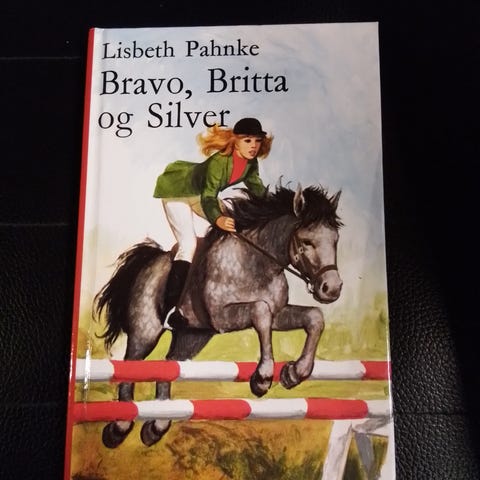 Lisbeth Pahnke
Bravo, Britta
og Silver